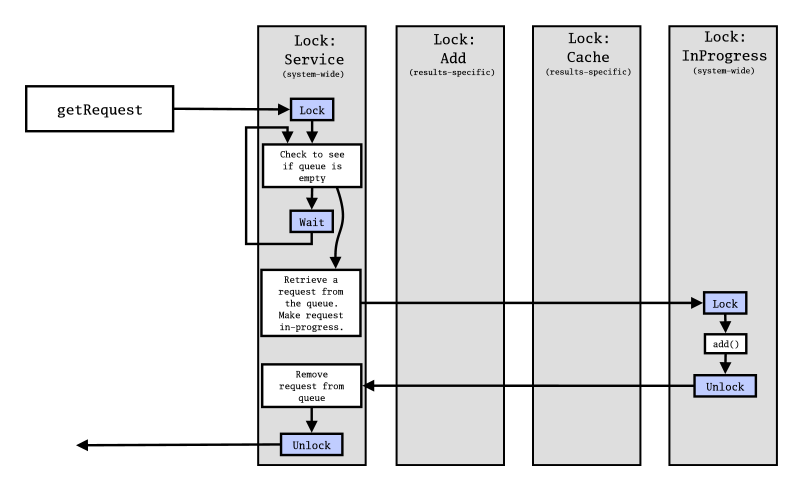 Lock:
Service
(system-wide)
Lock:
Add
(results-specific)
Lock:
Cache
(results-specific)
Lock:
InProgress
(system-wide)
getRequest
Lock
Check to see
if queue is
empty
Wait
Retrieve a
request from
the queue.
Make request
in-progress.
Lock
add()
Unlock
Remove
request from
queue
Unlock